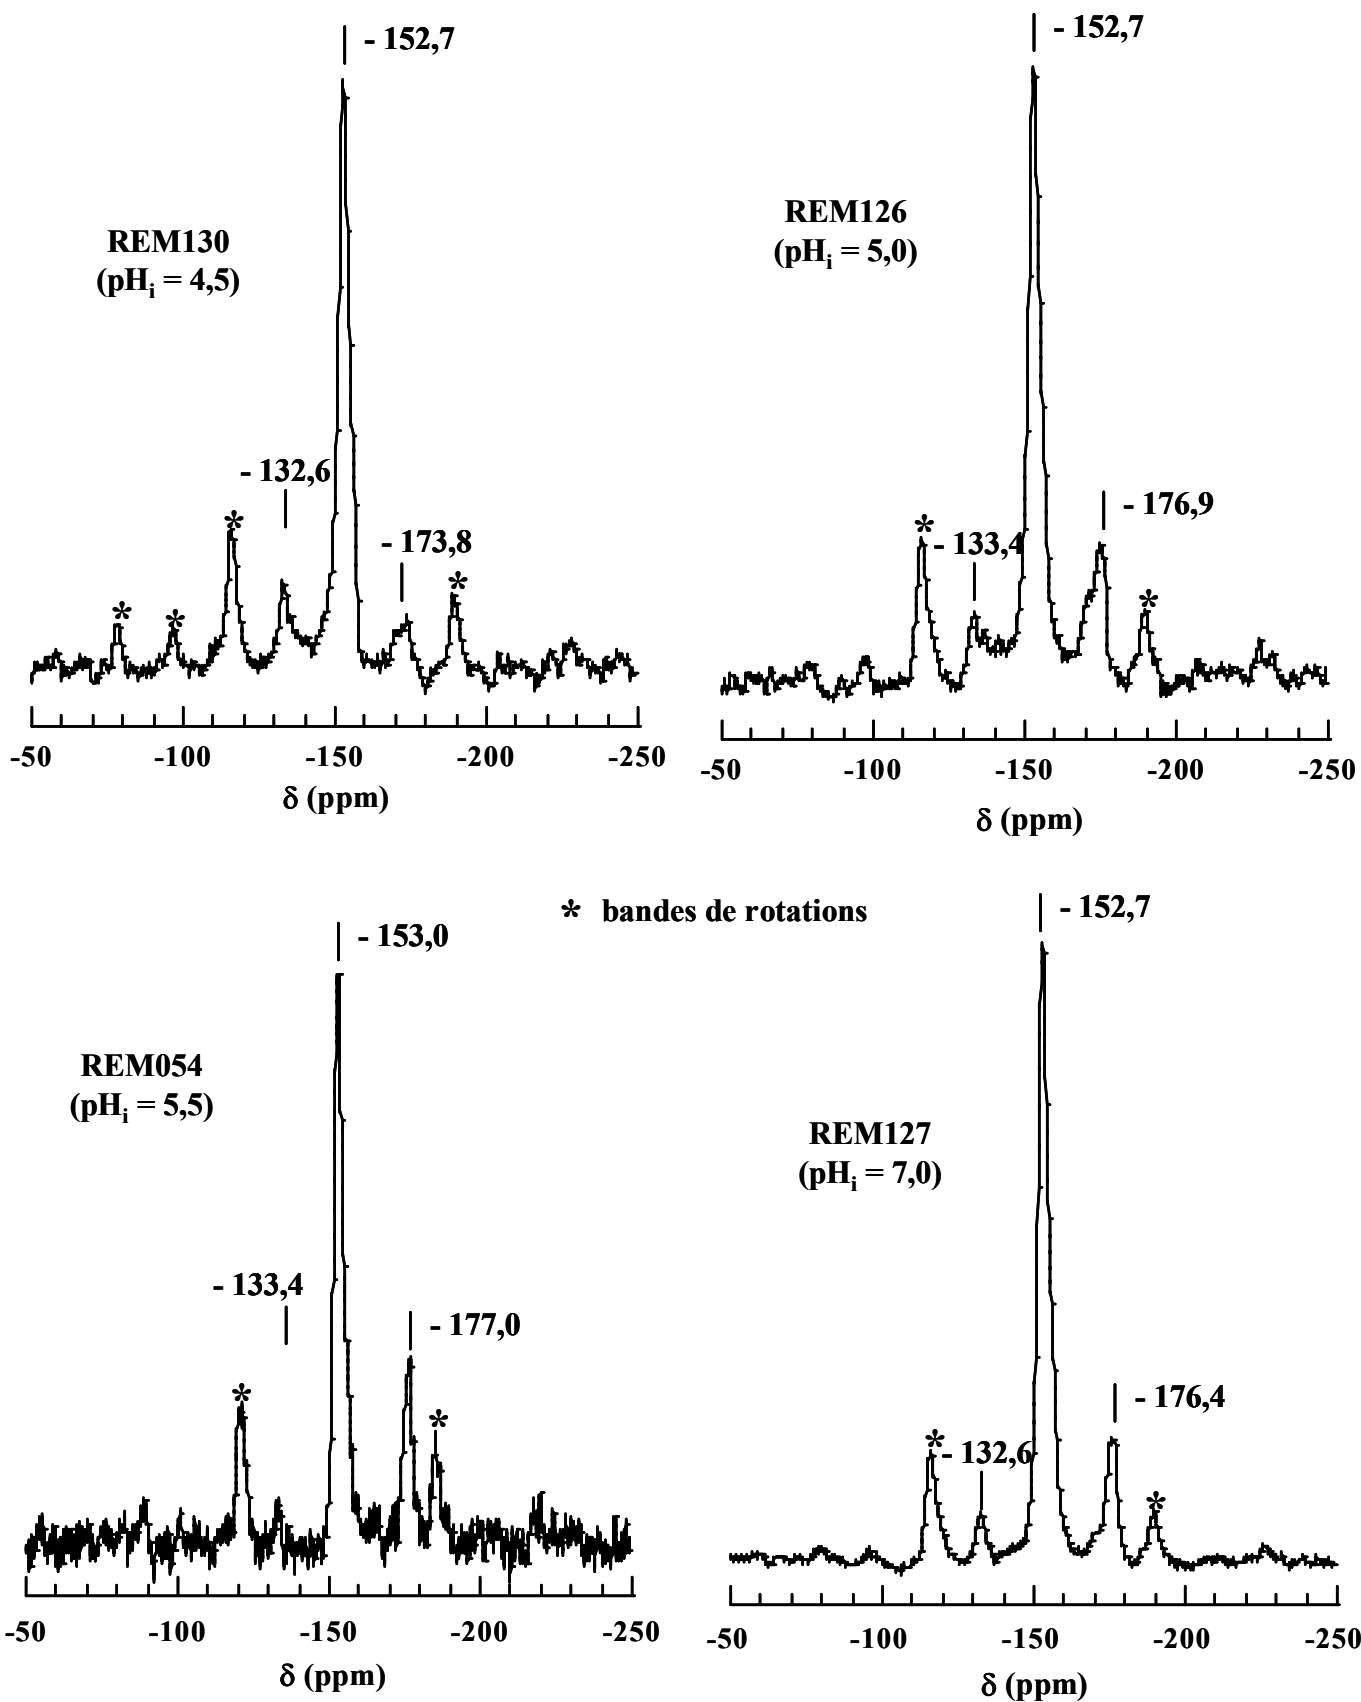 - 152,7
REM130
(pHi = 4,5)
- 132,6
- 173,8
*
*
*
*
-50 -100 -150 -200 -250
δ (ppm)
- 152,7
REM126
(pHi = 5,0)
- 133,4
- 176,9
*
*
-50 -100 -150 -200 -250
δ (ppm)
* bandes de rotations
- 153,0
REM054
(pHi = 5,5)
- 133,4
- 177,0
*
*
-50 -100 -150 -200 -250
δ (ppm)
- 152,7
REM127
(pHi = 7,0)
- 132,6
- 176,4
*
*
-50 -100 -150 -200 -250
δ (ppm)